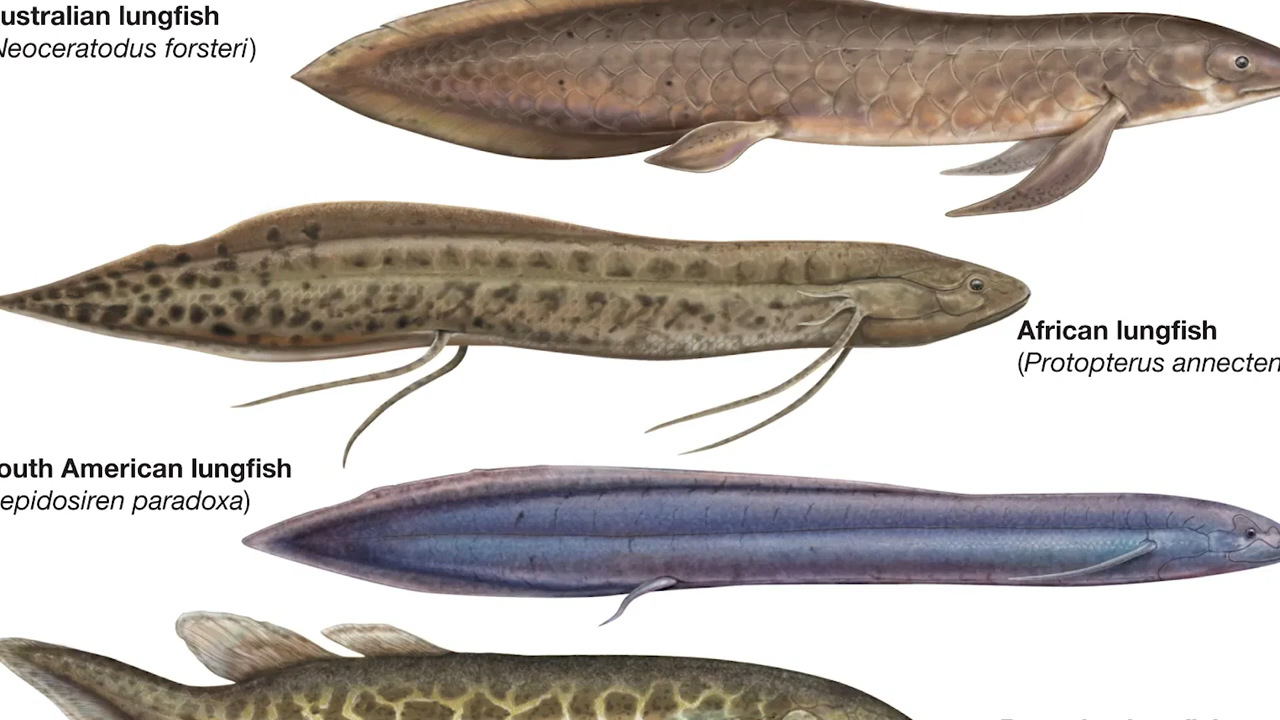 ustralian lungfish
Neoceratodus forsteri)
African lungfish
(Protopterus annecten
outh American lungfish
epidosiren paradoxa)